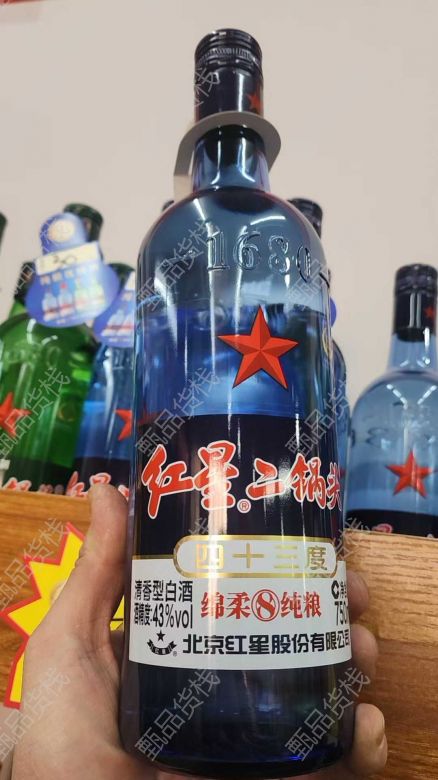 1680
红星®二锅头
四十三度
清香型白酒
酒精度:43%vol
绵柔8纯粮
750
北京红星股份有限公司
甄品货栈